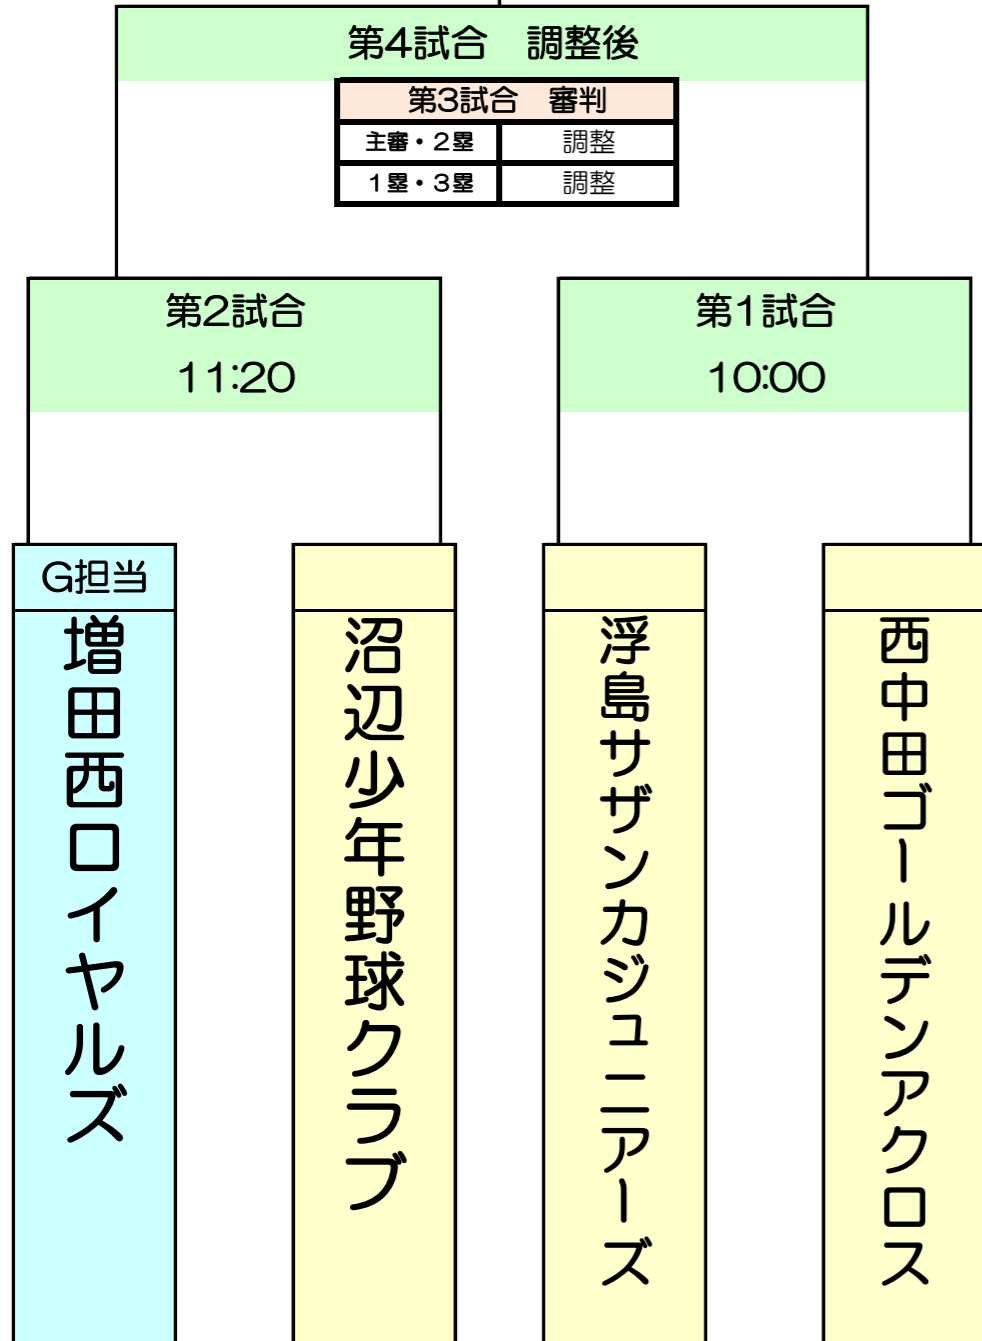 第4試合　調整後
第3試合　審判
主審・2塁 調整
1塁・3塁 調整
第2試合
11:20
第1試合
10:00
G担当
増田西ロイヤルズ
沼辺少年野球クラブ
浮島サザンカジュニアーズ
西中田ゴールデンアクロス